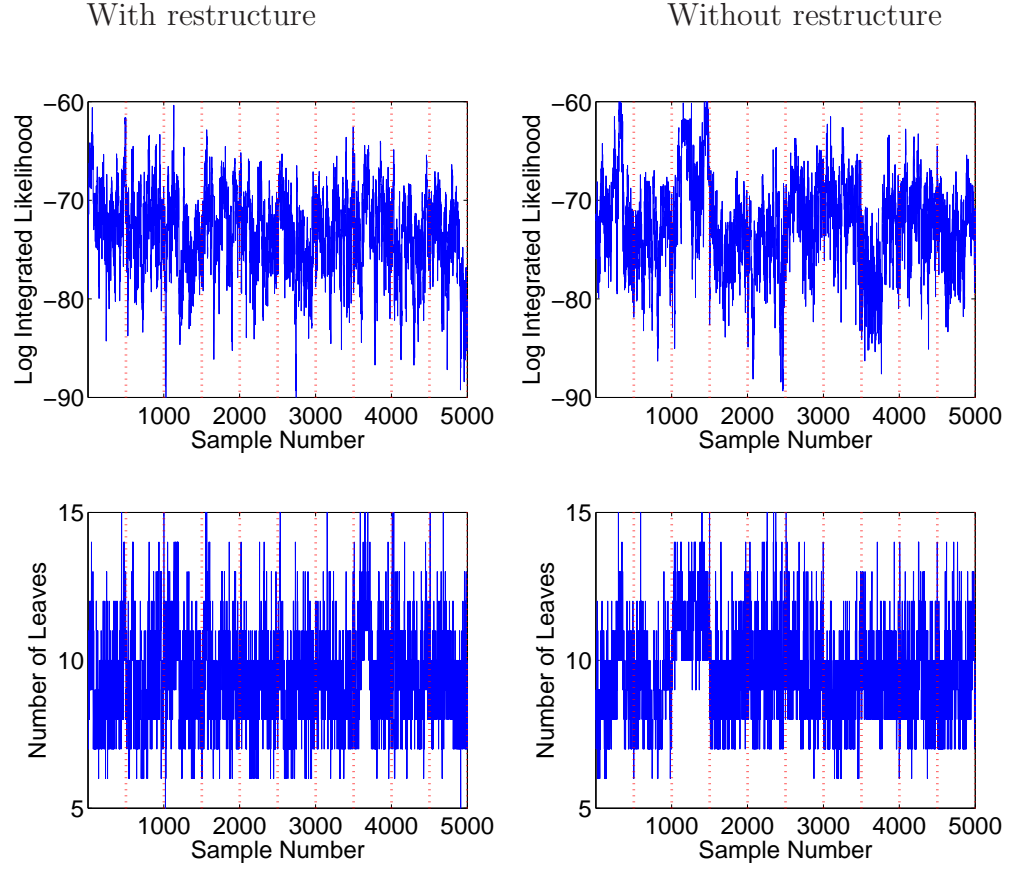 With restructure
Without restructure
−60
−70
−80
−90
Log Integrated Likelihood
1000 2000 3000 4000 5000
Sample Number
−60
−70
−80
−90
Log Integrated Likelihood
1000 2000 3000 4000 5000
Sample Number
15
10
5
Number of Leaves
1000 2000 3000 4000 5000
Sample Number
15
10
5
Number of Leaves
1000 2000 3000 4000 5000
Sample Number